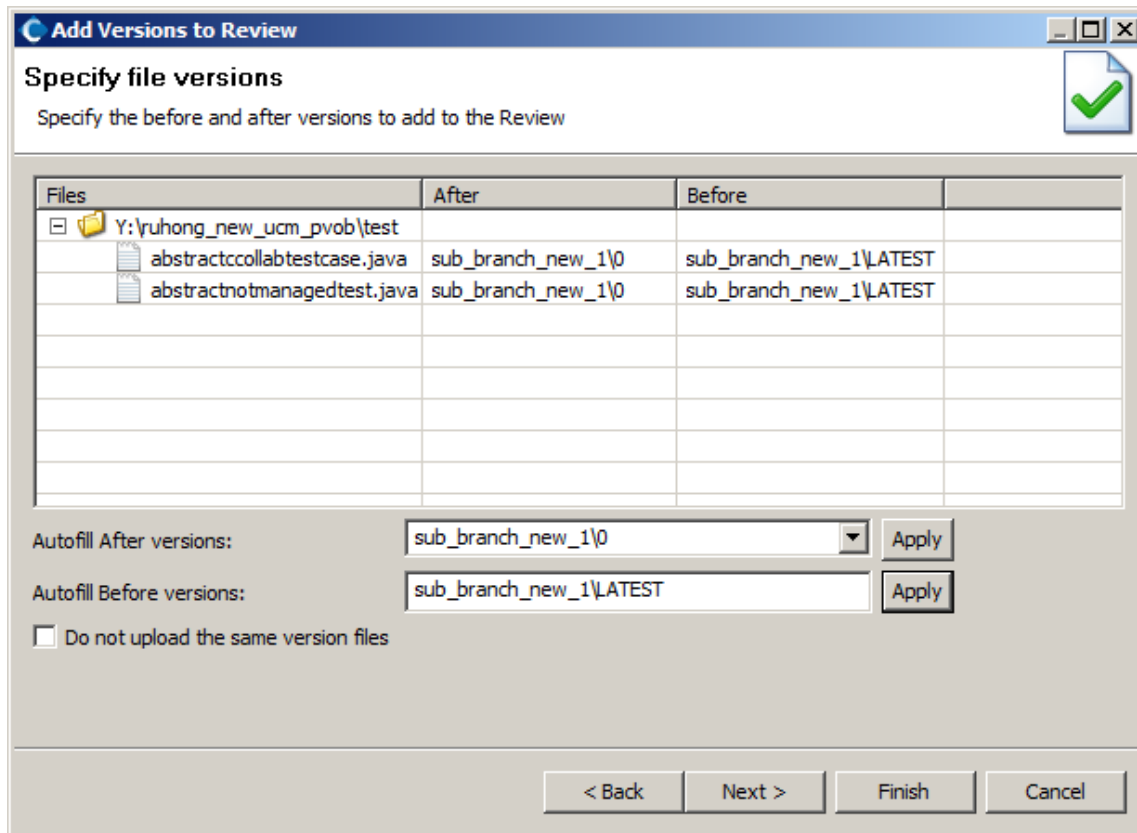 Add Versions to Review
Specify file versions
Specify the before and after versions to add to the Review
Files After Before
Y:\ruhong_new_ucm_pvob\test
abstractccollabtestcase.java sub_branch_new_1\0 sub_branch_new_1\LATEST
abstractnotmanagedtest.java sub_branch_new_1\0 sub_branch_new_1\LATEST
Autofill After versions: sub_branch_new_1\0 Apply
Autofill Before versions: sub_branch_new_1\LATEST Apply
Do not upload the same version files
< Back Next > Finish Cancel